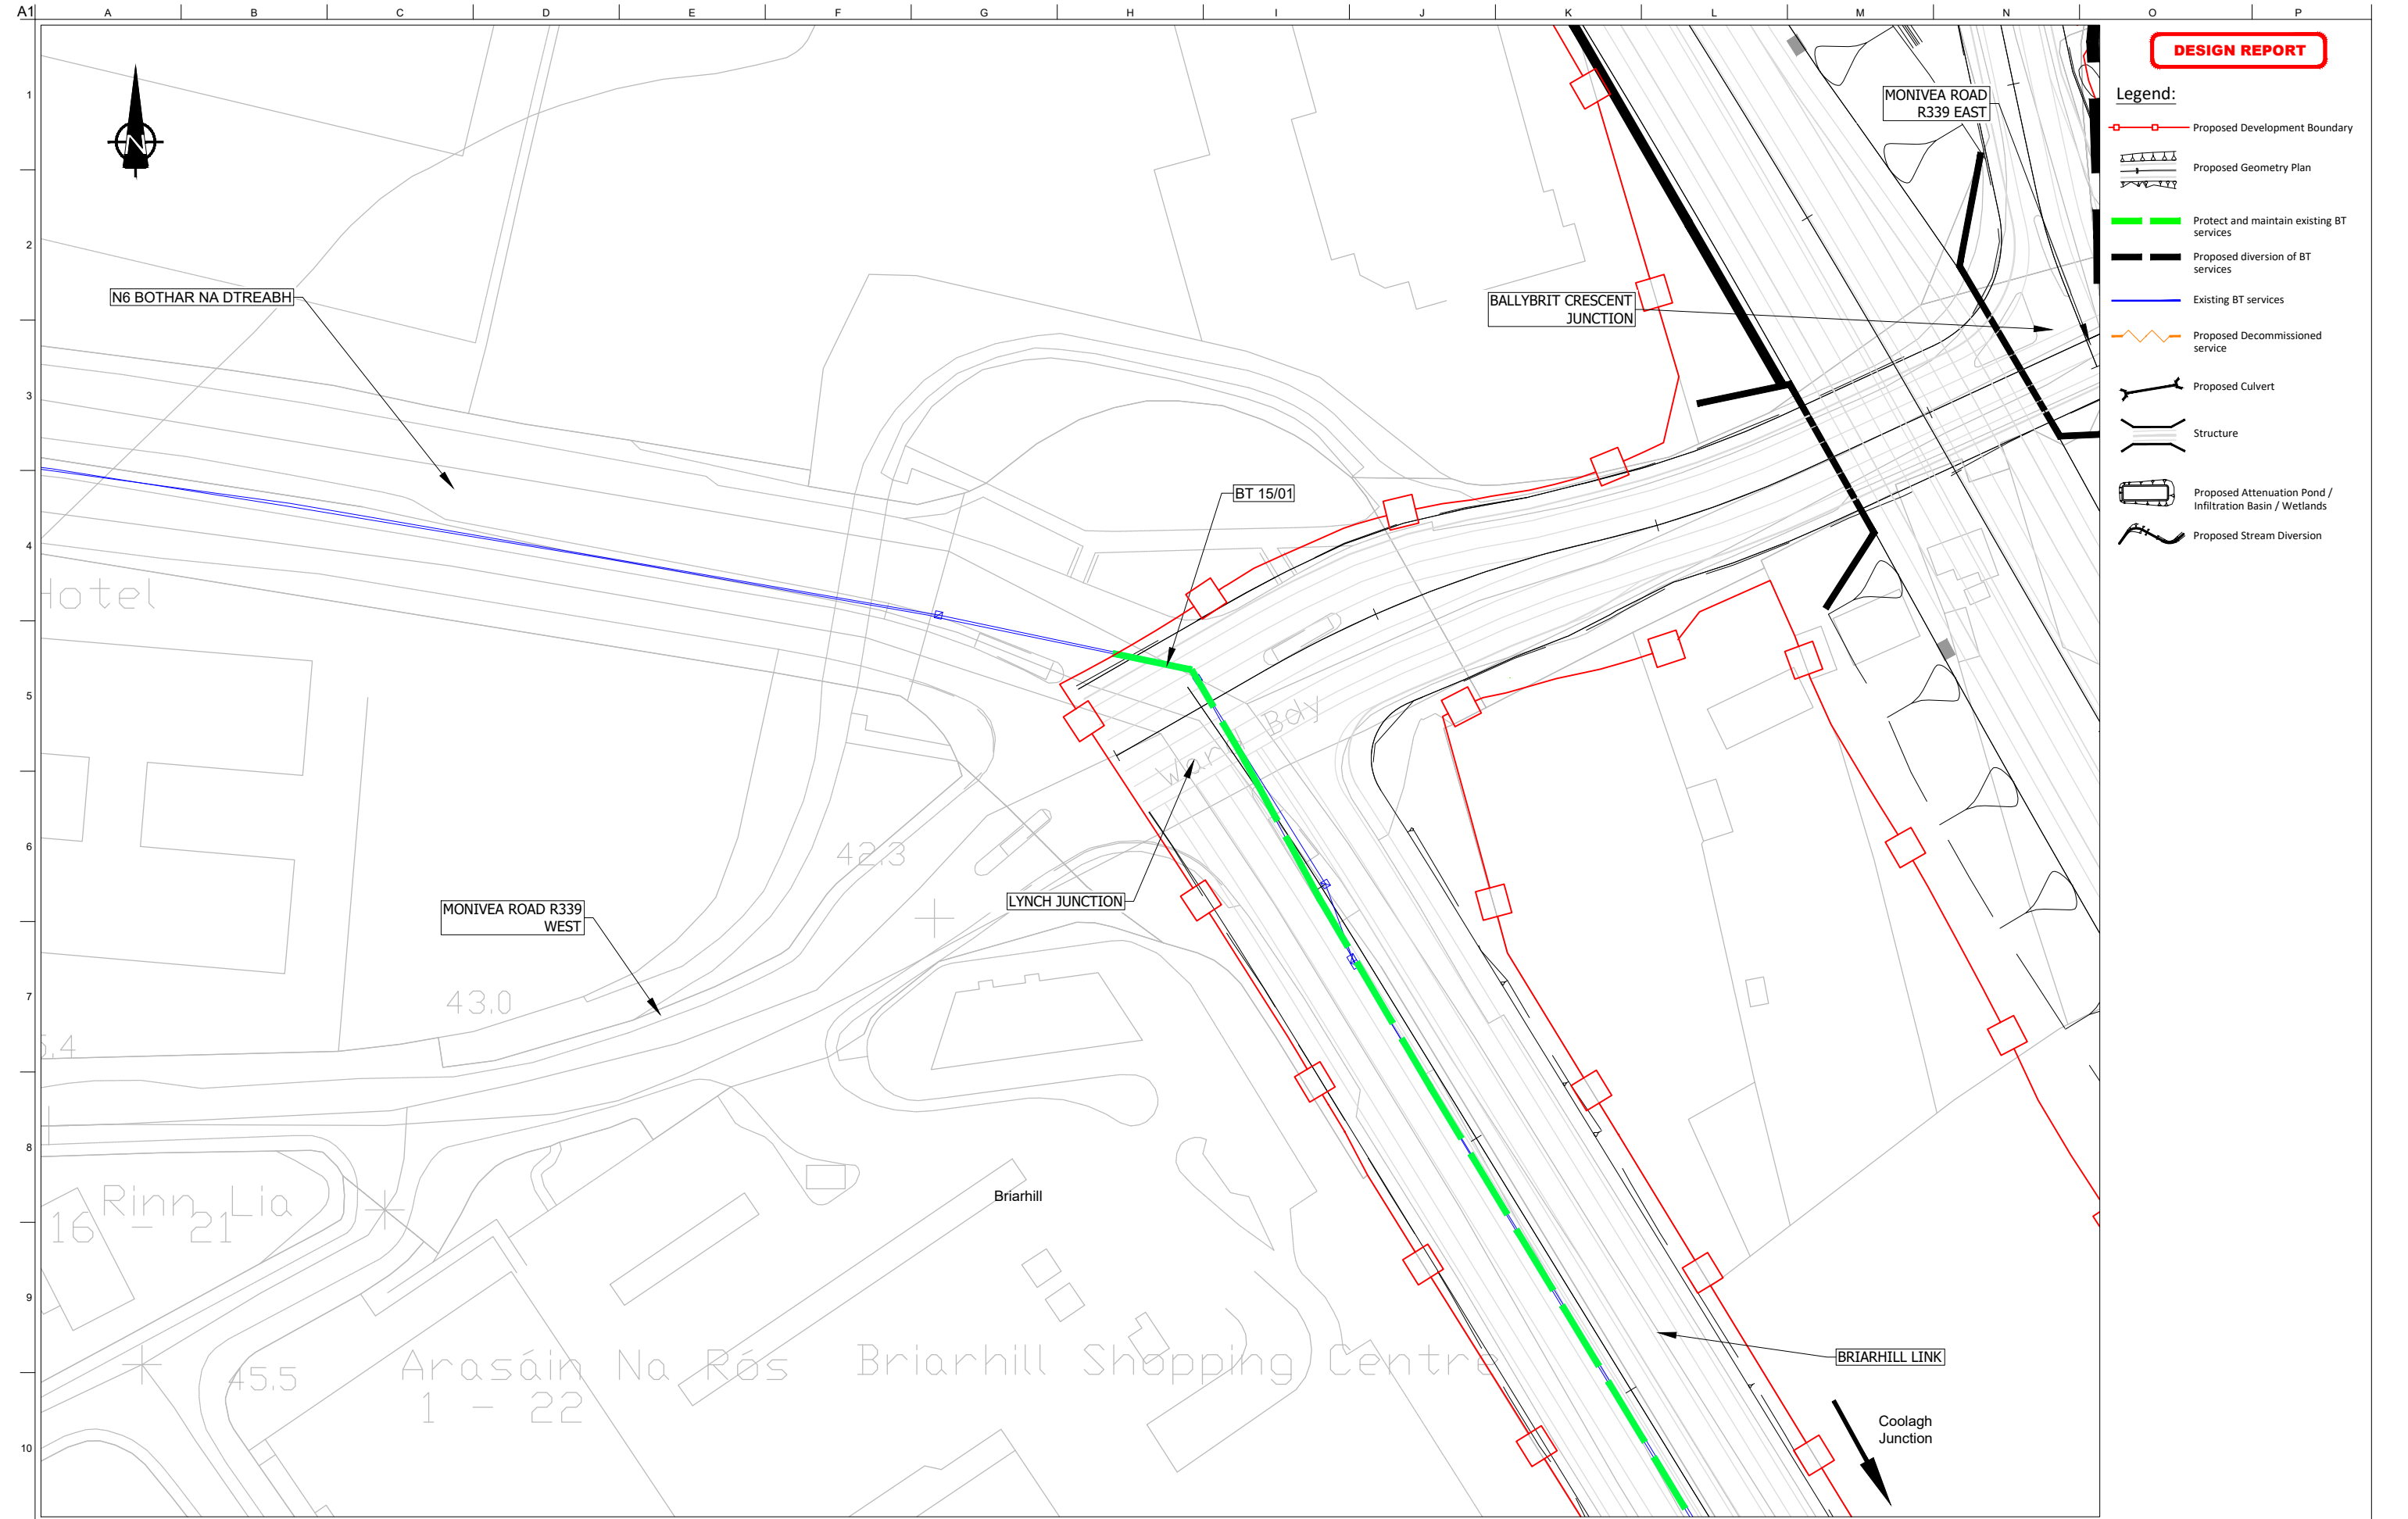 A1
A B C D E F G H I J K L M N O P
1
2
3
4
5
6
7
8
9
10
N
DESIGN REPORT
Legend:
Proposed Development Boundary
Proposed Geometry Plan
Protect and maintain existing BT
services
Proposed diversion of BT
services
Existing BT services
Proposed Decommissioned
service
Proposed Culvert
Structure
Proposed Attenuation Pond /
Infiltration Basin / Wetlands
Proposed Stream Diversion
MONIVEA ROAD
R339 EAST
N6 BOTHAR NA DTREABH
BALLYBRIT CRESCENT
JUNCTION
BT 15/01
Hotel
War Bdy
42.3
LYNCH JUNCTION
MONIVEA ROAD R339
WEST
43.0
Rinn Lia
16 - 21
Briarhill
45.5
Arasáin Na Rós
1 - 22
Briarhill Shopping Centre
BRIARHILL LINK
Coolagh
Junction